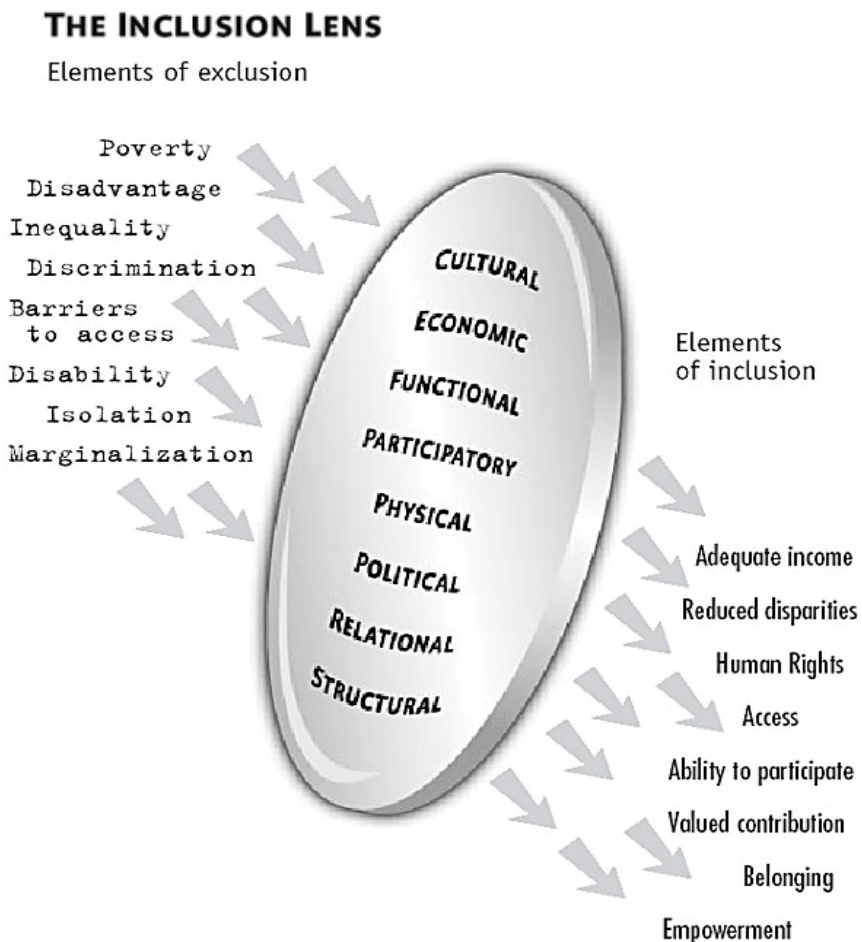 THE INCLUSION LENS
Elements of exclusion
Poverty
Disadvantage
Inequality
Discrimination
Barriers
to access
Disability
Isolation
Marginalization
CULTURAL
ECONOMIC
FUNCTIONAL
PARTICIPATORY
PHYSICAL
POLITICAL
RELATIONAL
STRUCTURAL
Elements
of inclusion
Adequate income
Reduced disparities
Human Rights
Access
Ability to participate
Valued contribution
Belonging
Empowerment